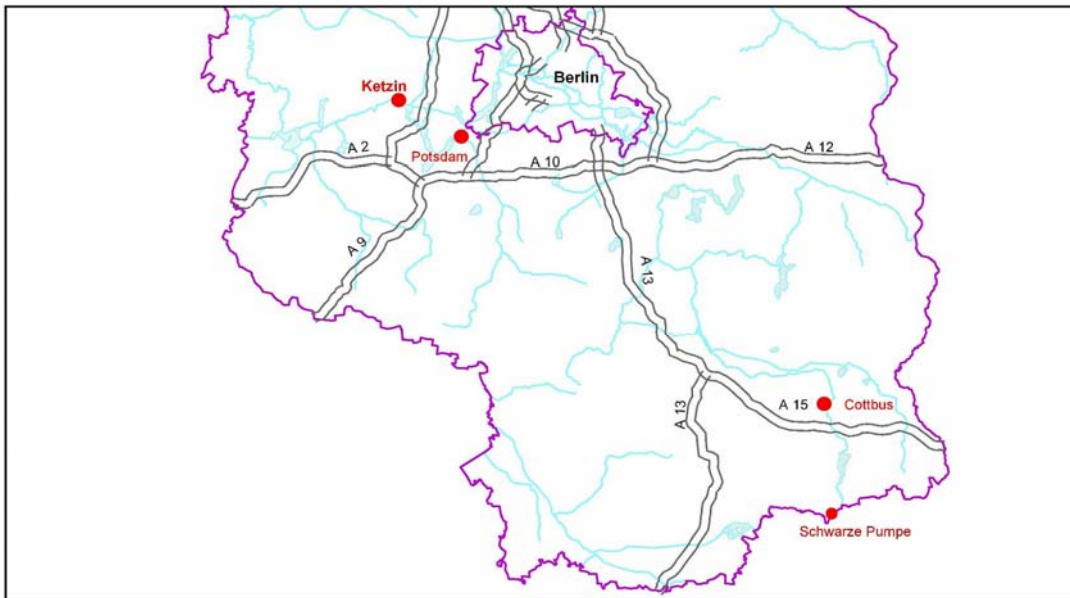 Berlin
Ketzin
Potsdam
A 2
A 10
A 12
A 9
A 13
A 13
A 15
Cottbus
Schwarze Pumpe